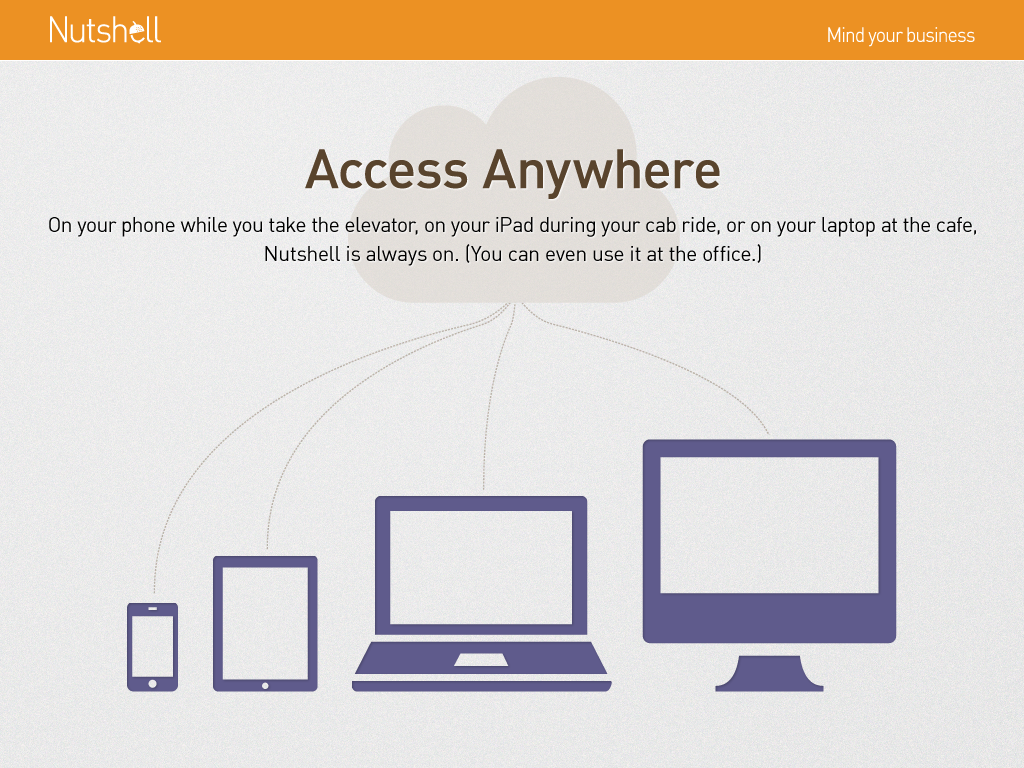 Nutshell
Mind your business
Access Anywhere
On your phone while you take the elevator, on your iPad during your cab ride, or on your laptop at the cafe,
Nutshell is always on. (You can even use it at the office.)